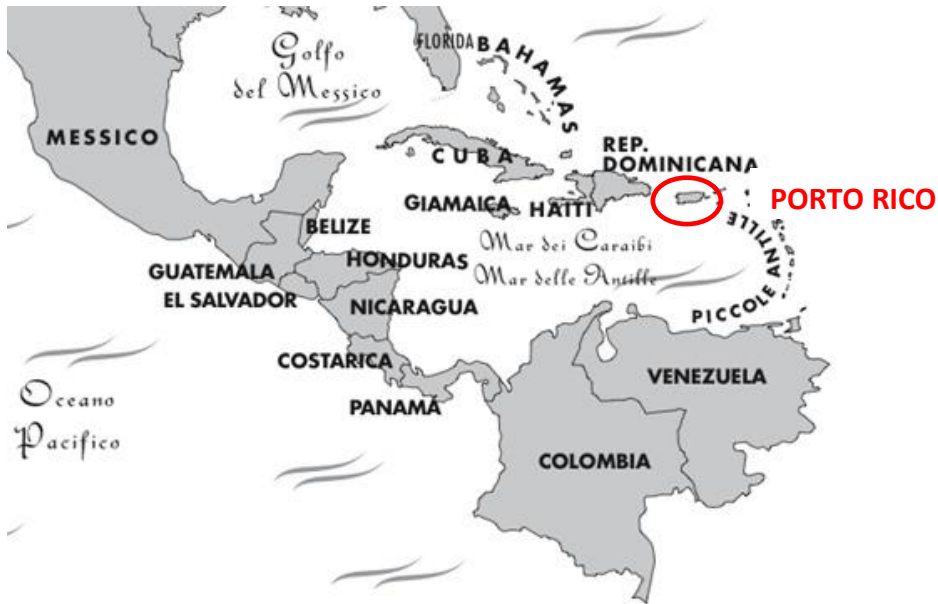 Golfo
del Messico
FLORIDA
BAHAMAS
MESSICO
CUBA
REP.
DOMINICANA
PORTO RICO
GIAMAICA
HAITI
BELIZE
Mar dei Caraibi
Mar delle Antille
PICCOLE ANTILLE
GUATEMALA
HONDURAS
EL SALVADOR
NICARAGUA
COSTARICA
PANAMÁ
VENEZUELA
COLOMBIA
Oceano
Pacifico